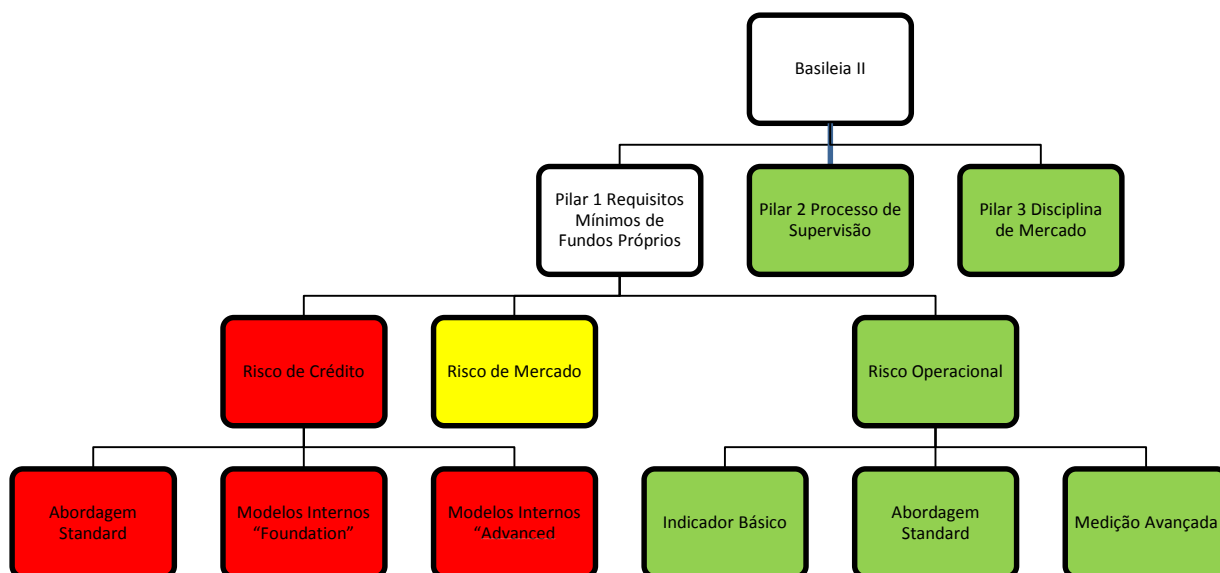 Basileia II
Pilar 1 Requisitos
Mínimos de
Fundos Próprios
Pilar 2 Processo de
Supervisão
Pilar 3 Disciplina
de Mercado
Risco de Crédito
Risco de Mercado
Risco Operacional
Abordagem
Standard
Modelos Internos
“Foundation”
Modelos Internos
“Advanced
Indicador Básico
Abordagem
Standard
Medição Avançada